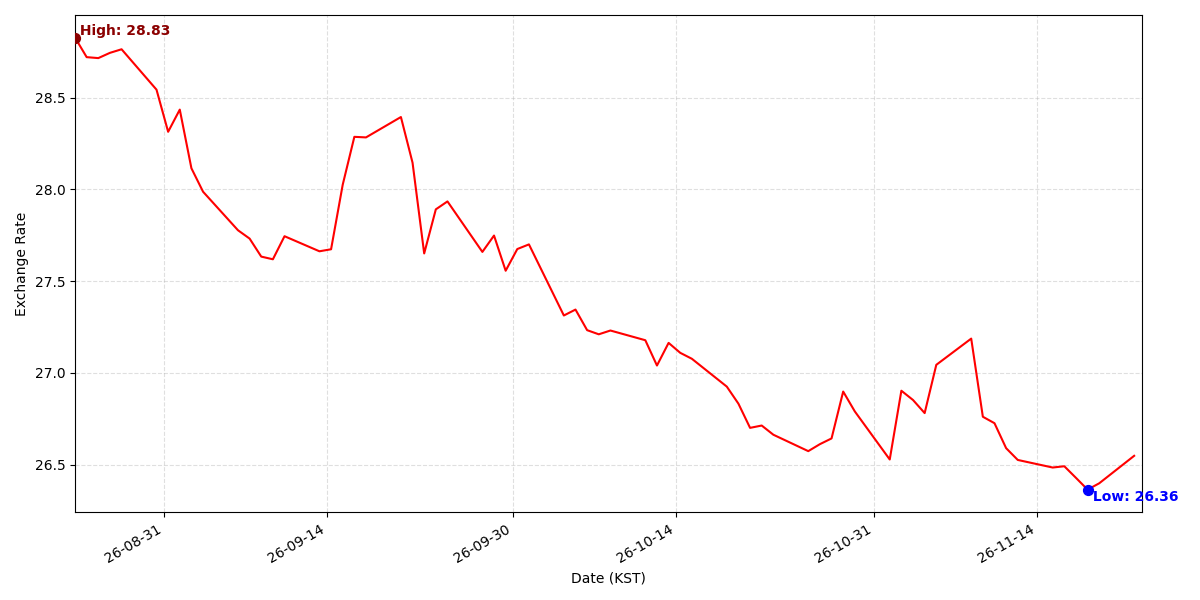 High: 28.83
28.5
28.0
27.5
27.0
26.5
Exchange Rate
Low: 26.36
26-08-31
26-09-14
26-09-30
26-10-14
26-10-31
26-11-14
Date (KST)